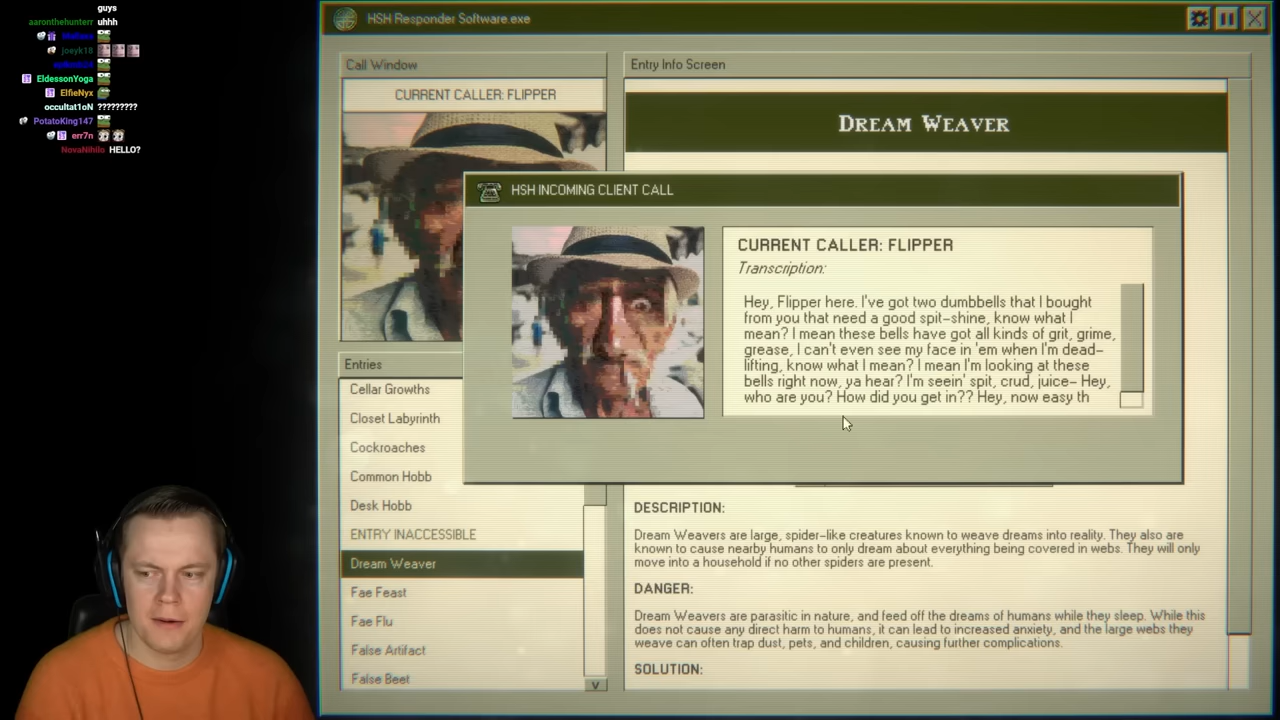 guys
aaronthehunterr uhhh
joeyk18
EldessonYoga
ElfieNyx
occultat1oN ?????????
PotatoKing147
err7n
NovaNihilo HELLO?
HSH Responder Software.exe
Call Window
CURRENT CALLER: FLIPPER
Entries
Cellar Growths
Closet Labyrinth
Cockroaches
Common Hobb
Desk Hobb
ENTRY INACCESSIBLE
Dream Weaver
Fae Feast
Fae Flu
False Artifact
False Beet
V
Entry Info Screen
DREAM WEAVER
HSH INCOMING CLIENT CALL
CURRENT CALLER: FLIPPER
Transcription:
Hey, Flipper here. I've got two dumbbells that I bought
from you that need a good spit-shine, know what I
mean? I mean these bells have got all kinds of grit, grime,
grease, I can't even see my face in 'em when I'm dead-
lifting, know what I mean? I mean I'm looking at these
bells right now, ya hear? I'm seein' spit, crud, juice- Hey,
who are you? How did you get in?? Hey, now easy th
DESCRIPTION:
Dream Weavers are large, spider-like creatures known to weave dreams into reality. They also are
known to cause nearby humans to only dream about everything being covered in webs. They will only
move into a household if no other spiders are present.
DANGER:
Dream Weavers are parasitic in nature, and feed off the dreams of humans while they sleep. While this
does not cause any direct harm to humans, it can lead to increased anxiety, and the large webs they
weave can often trap dust, pets, and children, causing further complications.
SOLUTION: